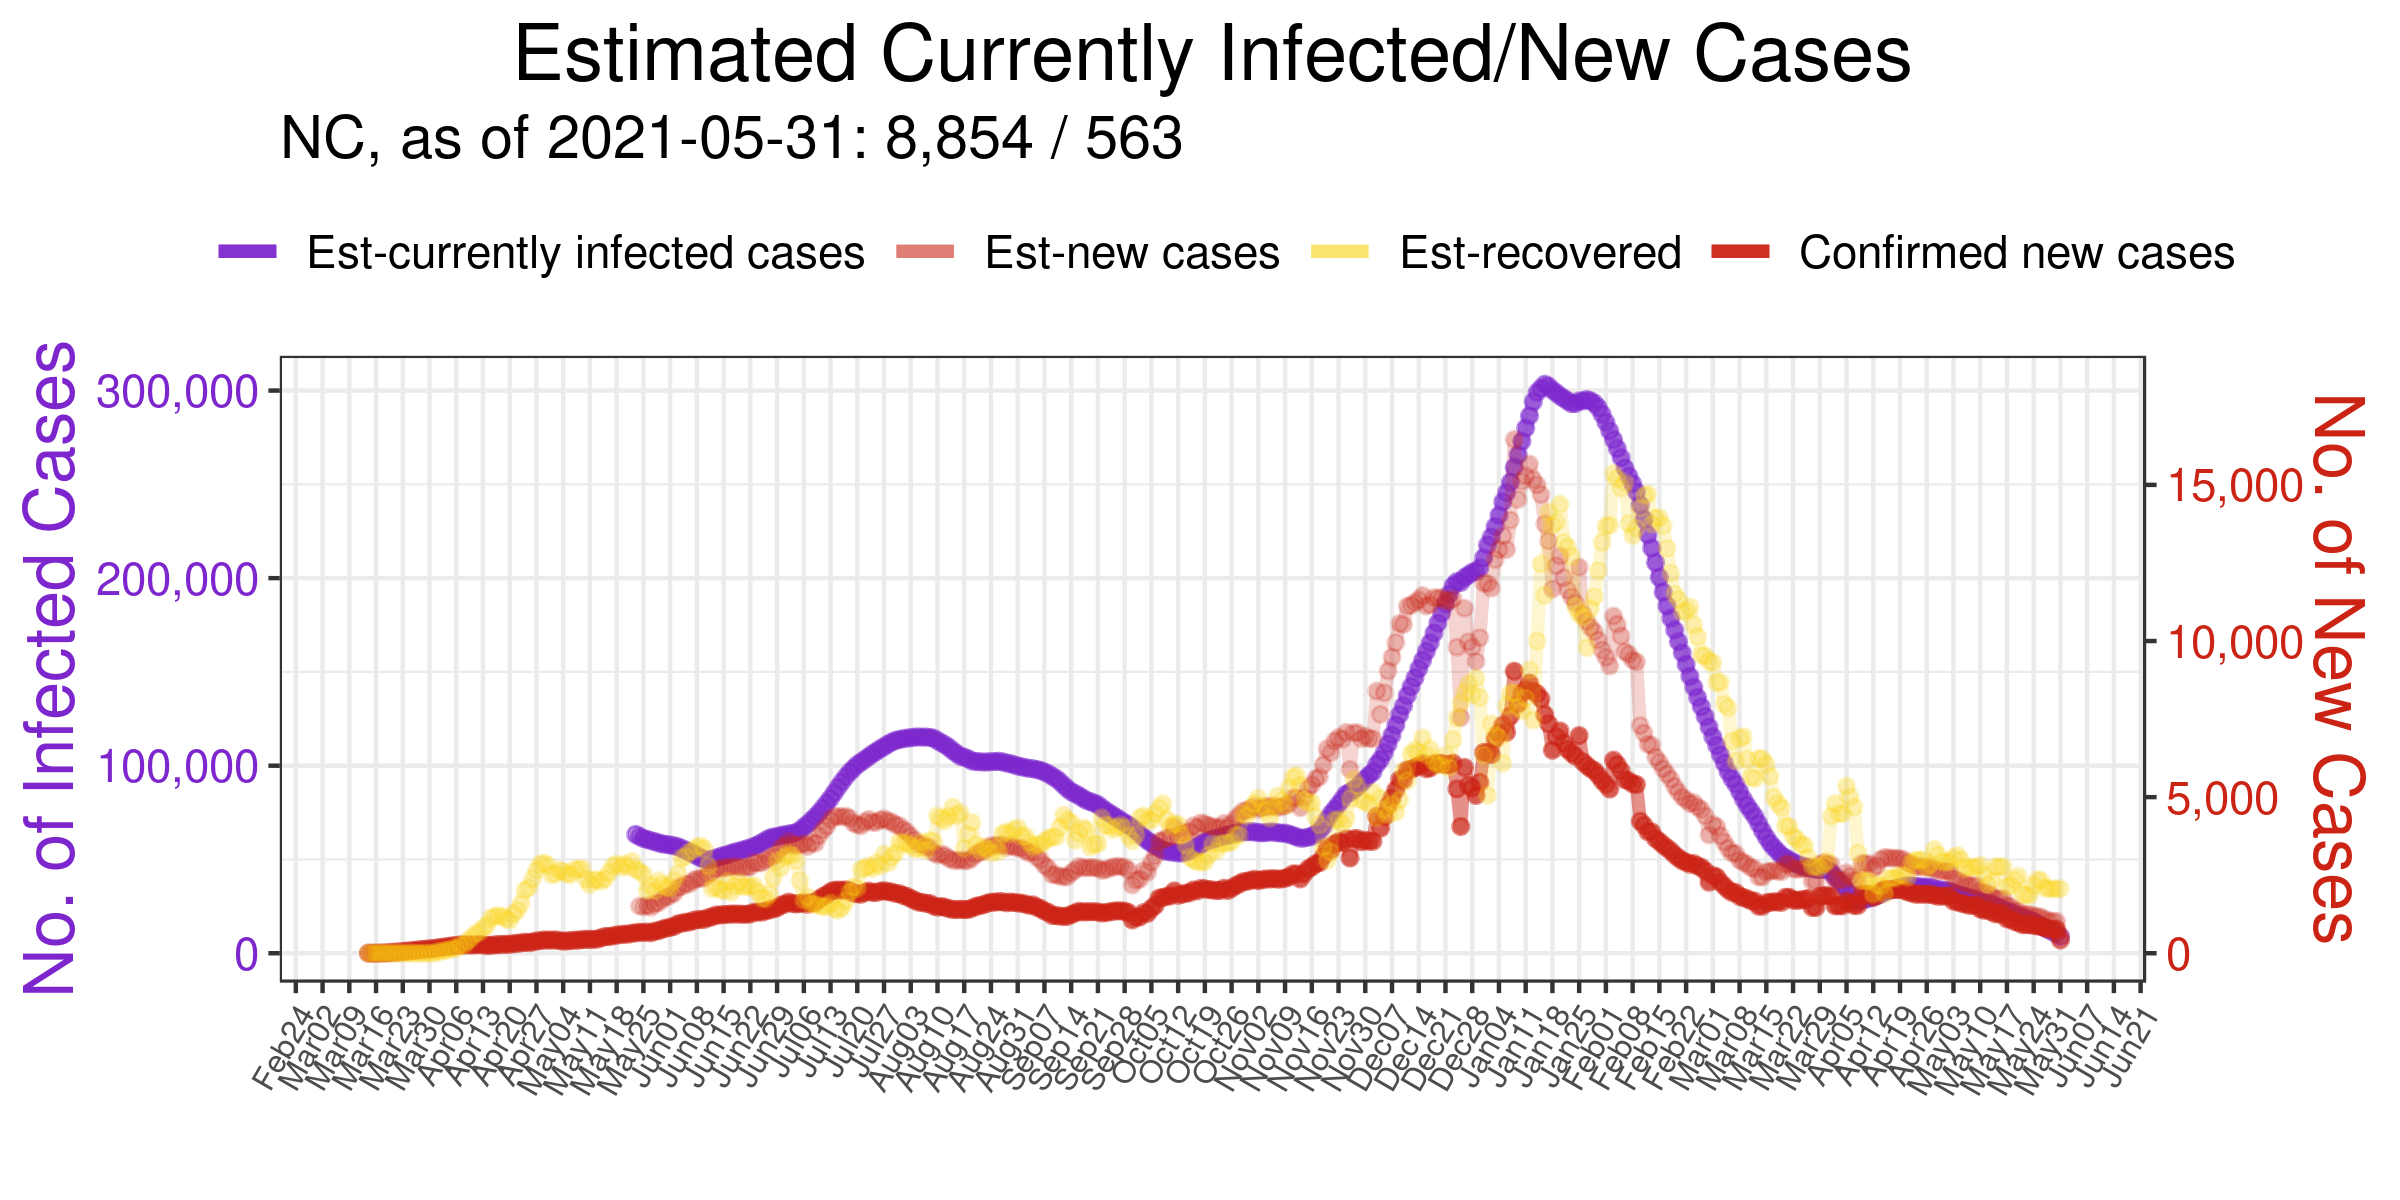 Estimated Currently Infected/New Cases
NC, as of 2021-05-31: 8,854 / 563
Est-currently infected cases Est-new cases Est-recovered Confirmed new cases
No. of Infected Cases
300,000
200,000
100,000
0
15,000
10,000
5,000
0
No. of New Cases
Feb24
Mar02
Mar09
Mar16
Mar23
Mar30
Apr06
Apr13
Apr20
Apr27
May04
May11
May18
May25
Jun01
Jun08
Jun15
Jun22
Jun29
Jul06
Jul13
Jul20
Jul27
Aug03
Aug10
Aug17
Aug24
Aug31
Sep07
Sep14
Sep21
Sep28
Oct05
Oct12
Oct19
Oct26
Nov02
Nov09
Nov16
Nov23
Nov30
Dec07
Dec14
Dec21
Dec28
Jan04
Jan11
Jan18
Jan25
Feb01
Feb08
Feb15
Feb22
Mar01
Mar08
Mar15
Mar22
Mar29
Apr05
Apr12
Apr19
Apr26
May03
May10
May17
May24
May31
Jun07
Jun14
Jun21